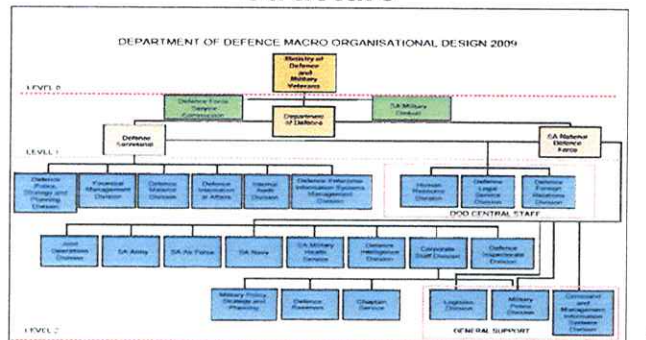 DEPARTMENT OF DEFENCE MACRO ORGANISATIONAL DESIGN 2009
Ministry of
Defence
and
Military
Veterans
LEVEL 0
Defence Force
Service
Commission
Department
of Defence
SA Military
Defence
Secretariat
SA National
Defence
Force
LEVEL 1
Defence
Policy,
Strategy and
Planning
Division
Financial
Management
Division
Defence
Materiel
Division
Defence
Internal
Audit
Division
Defence Enterprise
Information Systems
Management
Division
Human
Resource
Division
Defence
Legal
Service
Division
Defence
Foreign
Relations
Division
DOD CENTRAL STAFF
Joint
Operations
Division
SA Army
SA Air Force
SA Navy
SA Military
Health
Service
Defence
Intelligence
Division
Corporate
Staff Division
Defence
Inspectorate
Division
Military Policy
Strategy and
Planning
Defence
Reserves
Chaplain
Service
Logistics
Division
Military
Police
Division
Command
and
Management
Information
Systems
Division
LEVEL 2
GENERAL SUPPORT